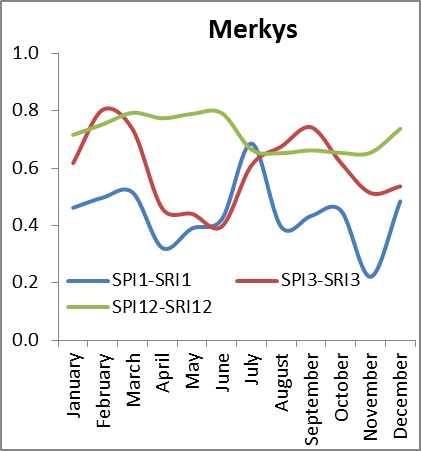 Merkys
1.0
0.8
0.6
0.4
0.2
0.0
SPI1-SRI1 SPI3-SRI3
SPI12-SRI12
January
February
March
April
May
June
July
August
September
October
November
December